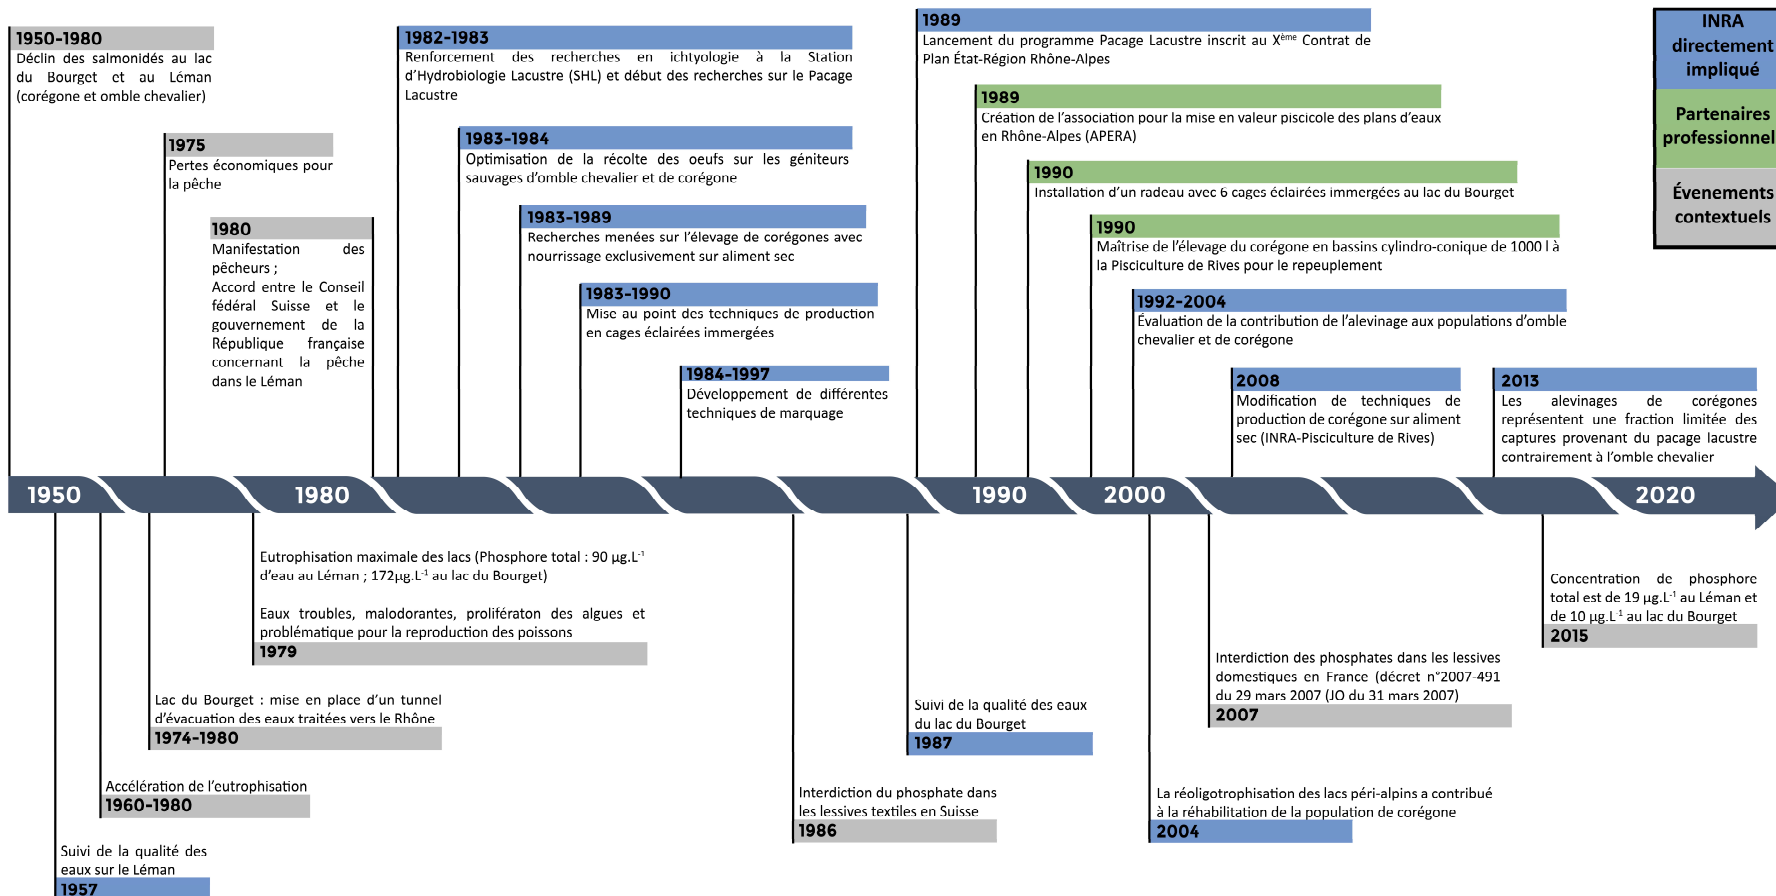 1950-1980
Déclin des salmonidés au lac
du Bourget et au Léman
(corégone et omble chevalier)
1975
Pertes économiques pour
la pêche
1980
Manifestation des
pêcheurs ;
Accord entre le Conseil
fédéral Suisse et le
gouvernement de la
République française
concernant la pêche
dans le Léman
1982-1983
Renforcement des recherches en ichtyologie à la Station
d'Hydrobiologie Lacustre (SHL) et début des recherches sur le Pacage
Lacustre
1983-1984
Optimisation de la récolte des oeufs sur les géniteurs
sauvages d'omble chevalier et de corégone
1983-1989
Recherches menées sur l'élevage de corégones avec
nourrissage exclusivement sur aliment sec
1983-1990
Mise au point des techniques de production
en cages éclairées immergées
1984-1997
Développement de différentes
techniques de marquage
1989
Lancement du programme Pacage Lacustre inscrit au Xème Contrat de
Plan État-Région Rhône-Alpes
1989
Création de l'association pour la mise en valeur piscicole des plans d'eaux
en Rhône-Alpes (APERA)
1990
Installation d'un radeau avec 6 cages éclairées immergées au lac du Bourget
1990
Maîtrise de l'élevage du corégone en bassins cylindro-conique de 1000 l à
la Pisciculture de Rives pour le repeuplement
1992-2004
Évaluation de la contribution de l'alevinage aux populations d'omble
chevalier et de corégone
2008
Modification de techniques de
production de corégone sur aliment
sec (INRA-Pisciculture de Rives)
2013
Les alevinages de corégones
représentent une fraction limitée des
captures provenant du pacage lacustre
contrairement à l'omble chevalier
INRA
directement
impliqué
Partenaires
professionnel
Évenements
contextuels
1950 1980 1990 2000 2020
Eutrophisation maximale des lacs (Phosphore total : 90 µg.L-1
d'eau au Léman ; 172µg.L-1 au lac du Bourget)
Eaux troubles, malodorantes, prolifératon des algues et
problématique pour la reproduction des poissons
1979
Lac du Bourget : mise en place d'un tunnel
d'évacuation des eaux traitées vers le Rhône
1974-1980
Accélération de l'eutrophisation
1960-1980
Suivi de la qualité des
eaux sur le Léman
1957
Interdiction du phosphate dans
les lessives textiles en Suisse
1986
Suivi de la qualité des eaux
du lac du Bourget
1987
La réoligotrophisation des lacs péri-alpins a contribué
à la réhabilitation de la population de corégone
2004
Interdiction des phosphates dans les lessives
domestiques en France (décret n°2007-491
du 29 mars 2007 (JO du 31 mars 2007)
2007
Concentration de phosphore
total est de 19 µg.L-1 au Léman et
de 10 µg.L-1 au lac du Bourget
2015